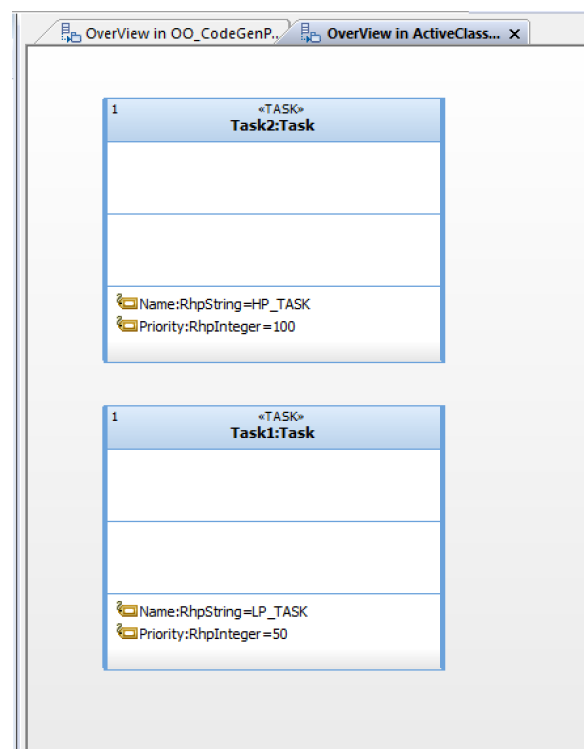 OverView in OO_CodeGenP.. OverView in ActiveClass...
1 «TASK»
Task2:Task
Name:RhpString=HP_TASK
Priority:RhpInteger=100
1 «TASK»
Task1:Task
Name:RhpString=LP_TASK
Priority:RhpInteger=50